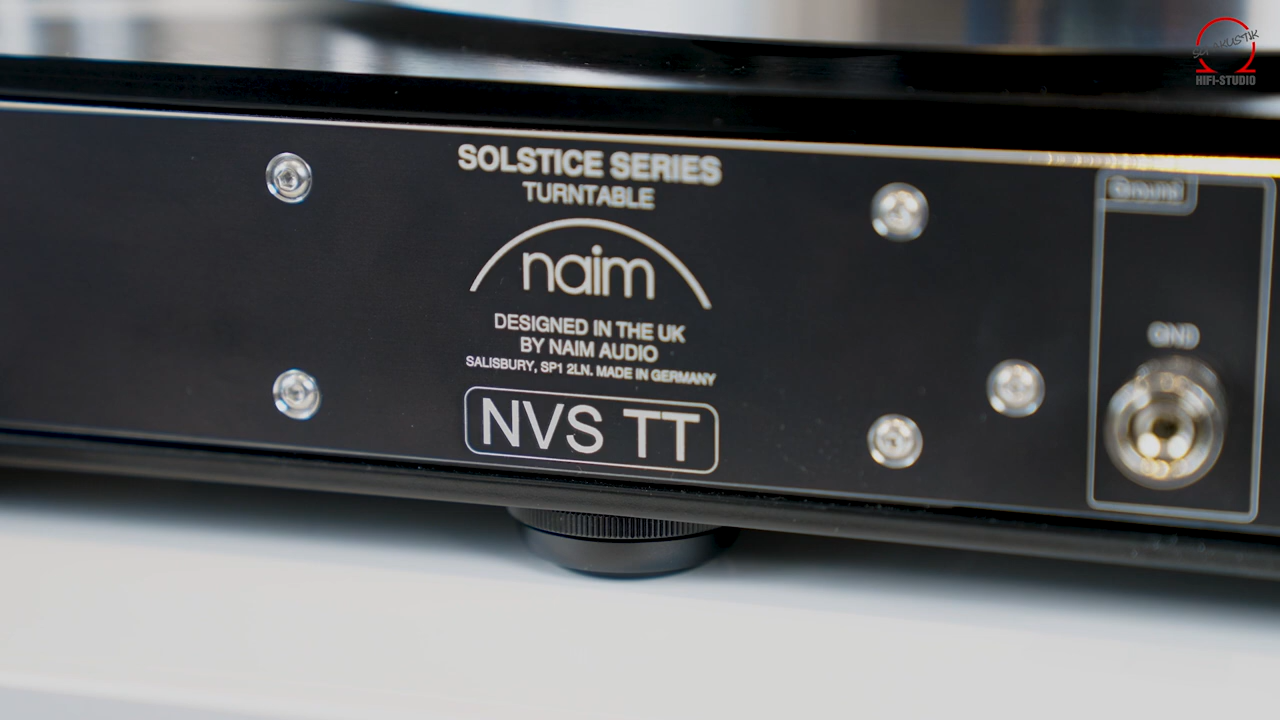 SOLSTICE SERIES
TURNTABLE
naim
DESIGNED IN THE UK
BY NAIM AUDIO
SALISBURY, SP1 2LN. MADE IN GERMANY
NVS TT
Ground
GND
HIFI-STUDIO